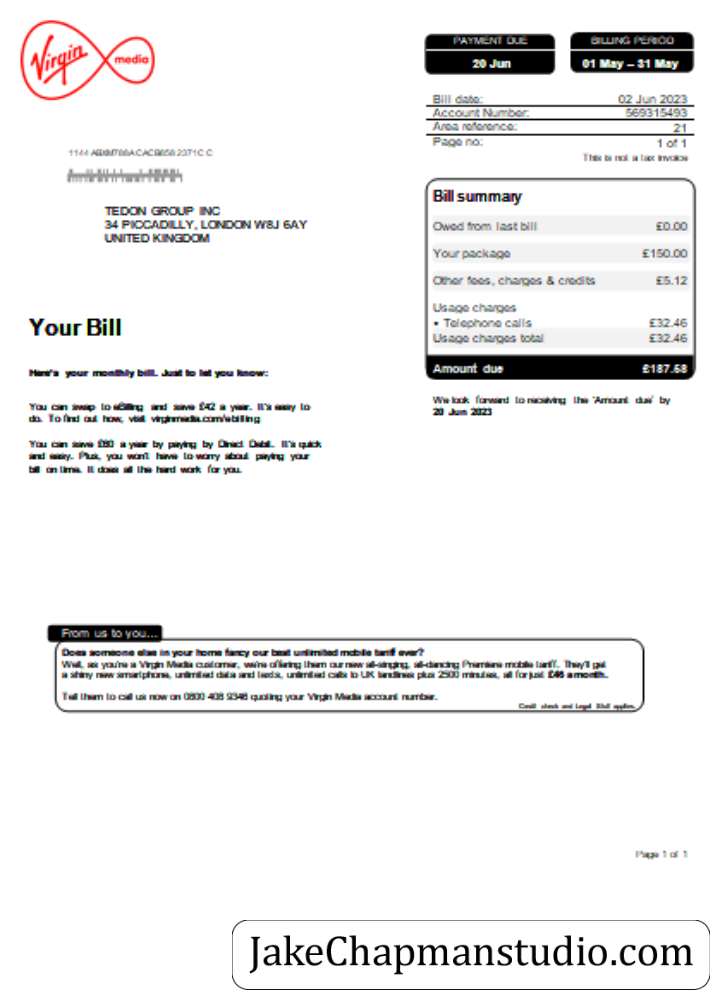 Virgin media
PAYMENT DUE
20 Jun
BILLING PERIOD
01 May – 31 May
Bill date: 02 Jun 2023
Account Number: 569315493
Area reference: 21
Page no: 1 of 1
This is not a tax invoice
TEDON GROUP INC
34 PICCADILLY, LONDON W8J 6AY
UNITED KINGDOM
Bill summary
Owed from last bill £0.00
Your package £150.00
Other fees, charges & credits £5.12
Usage charges
• Telephone calls £32.46
Usage charges total £32.46
Amount due £187.58
We look forward to receiving the 'Amount due' by
20 Jun 2023
Your Bill
Here's your monthly bill. Just to let you know:
You can swap to eBilling and save £42 a year. It's easy to
do. To find out how, visit virginmedia.com/ebilling
You can save £60 a year by paying by Direct Debit. It's quick
and easy. Plus, you won't have to worry about paying your
bill on time. It does all the hard work for you.
From us to you...
Does someone else in your home fancy our best unlimited mobile tariff ever?
Well, as you're a Virgin Media customer, we're offering them our new all-singing, all-dancing Premiere mobile tariff. They'll get
a shiny new smartphone, unlimited data and texts, unlimited calls to UK landlines plus 2500 minutes, all for just £46 a month.
Tell them to call us now on 0800 408 9346 quoting your Virgin Media account number.
Credit check and Legal Stuff applies.
Page 1 of 1
JakeChapmanstudio.com